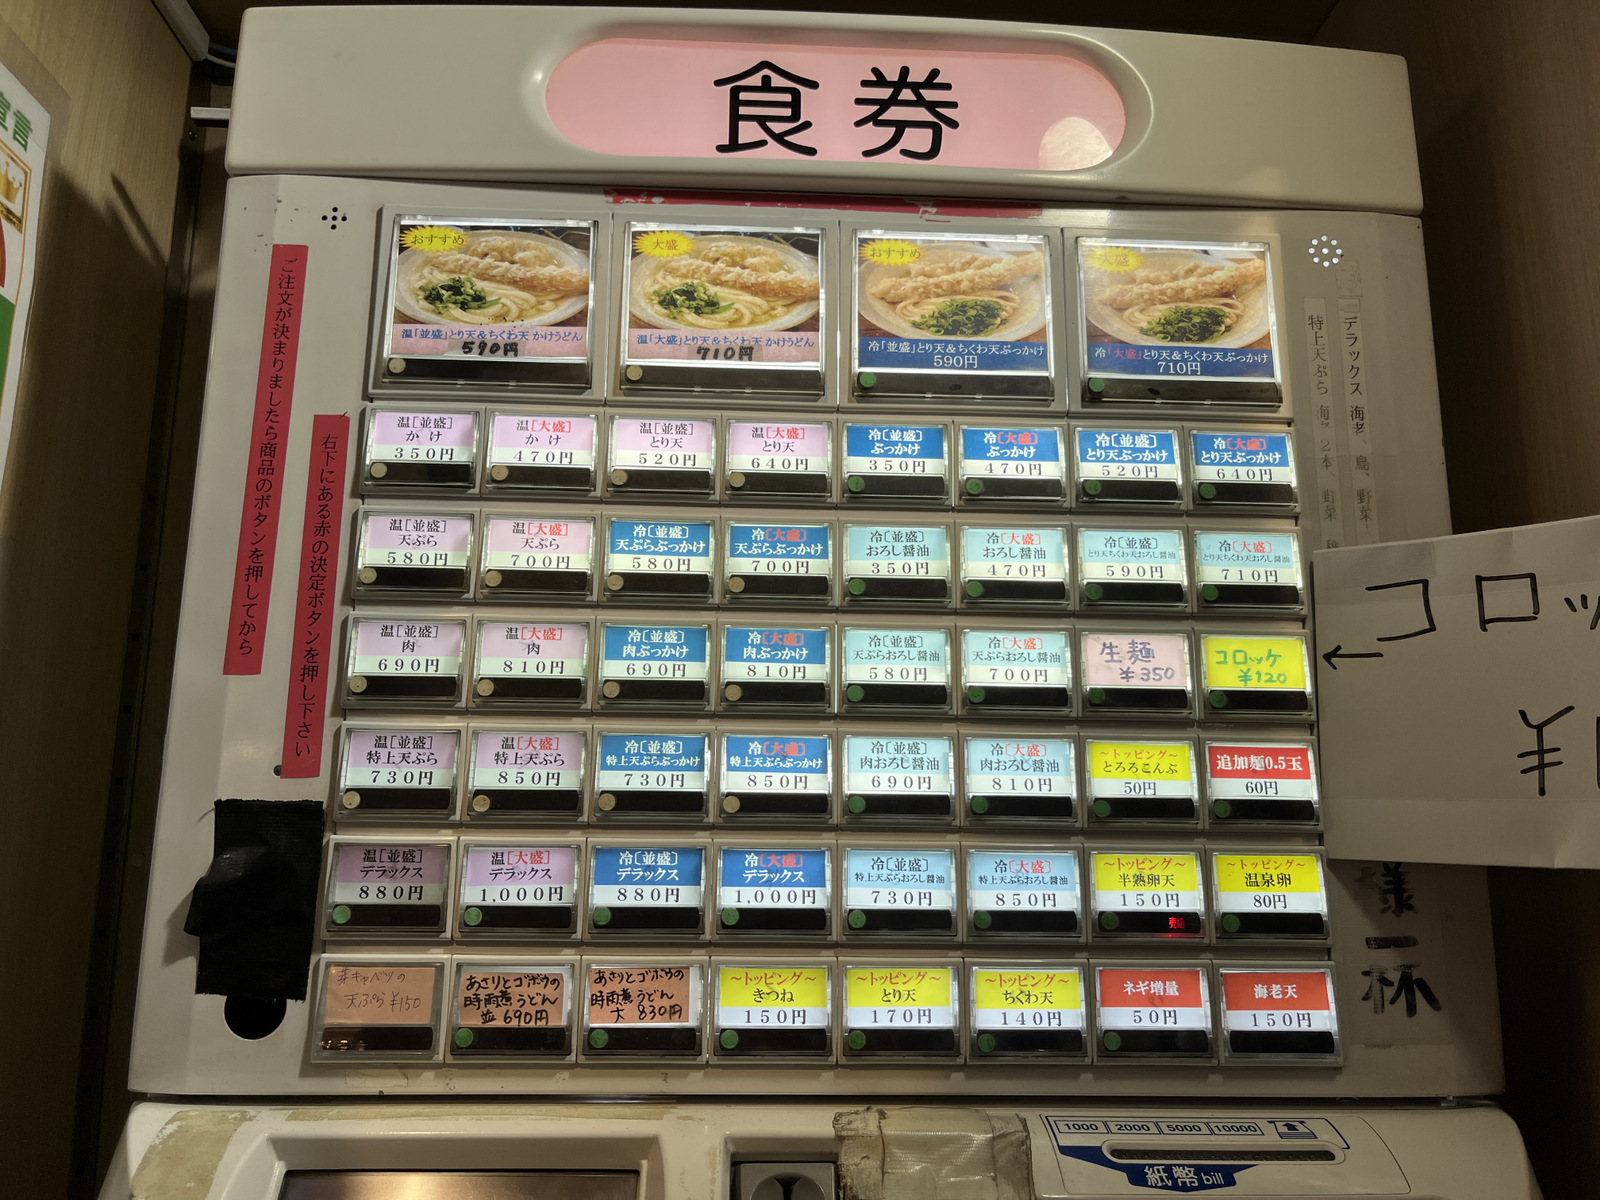 宣言
食券
ご注文が決まりましたら商品のボタンを押してから
右下にある赤の決定ボタンを押し下さい
おすすめ
温「並盛」とり天&ちくわ天 かけうどん
590円
大盛
温「大盛」とり天&ちくわ天 かけうどん
710円
おすすめ
冷「並盛」とり天&ちくわ天ぶっかけ
590円
大盛
冷「大盛」とり天&ちくわ天ぶっかけ
710円
デラックス 海老、鳥、野菜
特上天ぷら 海 2本、野菜
温[並盛]
かけ
350円
温[大盛]
かけ
470円
温[並盛]
とり天
520円
温[大盛]
とり天
640円
冷[並盛]
ぶっかけ
350円
冷[大盛]
ぶっかけ
470円
冷[並盛]
とり天ぶっかけ
520円
冷[大盛]
とり天ぶっかけ
640円
温[並盛]
天ぷら
580円
温[大盛]
天ぷら
700円
冷[並盛]
天ぷらぶっかけ
580円
冷[大盛]
天ぷらぶっかけ
700円
冷[並盛]
おろし醤油
350円
冷[大盛]
おろし醤油
470円
冷[並盛]
とり天ちくわ天おろし醤油
590円
冷[大盛]
とり天ちくわ天おろし醤油
710円
温[並盛]
肉
690円
温[大盛]
肉
810円
冷[並盛]
肉ぶっかけ
690円
冷[大盛]
肉ぶっかけ
810円
冷[並盛]
天ぷらおろし醤油
580円
冷[大盛]
天ぷらおろし醤油
700円
生麺
¥350
コロッケ
¥120
←コロッ
¥1
温[並盛]
特上天ぷら
730円
温[大盛]
特上天ぷら
850円
冷[並盛]
特上天ぷらぶっかけ
730円
冷[大盛]
特上天ぷらぶっかけ
850円
冷[並盛]
肉おろし醤油
690円
冷[大盛]
肉おろし醤油
810円
~トッピング~
とろろこんぶ
50円
追加麺0.5玉
60円
温[並盛]
デラックス
880円
温[大盛]
デラックス
1,000円
冷[並盛]
デラックス
880円
冷[大盛]
デラックス
1,000円
冷[並盛]
特上天ぷらおろし醤油
730円
冷[大盛]
特上天ぷらおろし醤油
850円
~トッピング~
半熟卵天
150円
売切
~トッピング~
温泉卵
80円
様一杯
芽キャベツの
天ぷら ¥150
あさりとゴボウの
時雨煮うどん
並 690円
あさりとゴボウの
時雨煮うどん
大 830円
~トッピング~
きつね
150円
~トッピング~
とり天
170円
~トッピング~
ちくわ天
140円
ネギ増量
50円
海老天
150円
1000 2000 5000 10000
紙幣 bill